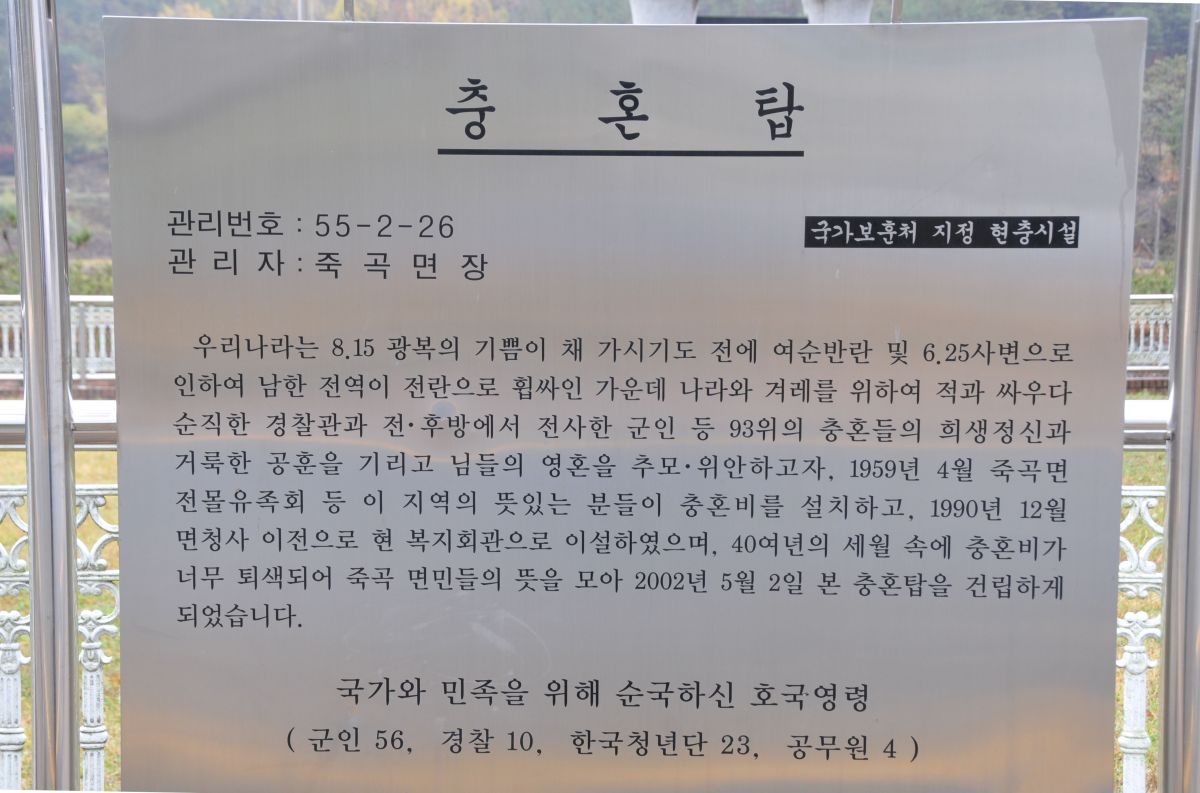 충 혼 탑
관리번호 : 55-2-26
국가보훈처 지정 현충시설
관 리 자 : 죽 곡 면 장
우리나라는 8.15 광복의 기쁨이 채 가시기도 전에 여순반란 및 6.25사변으로
인하여 남한 전역이 전란으로 휩싸인 가운데 나라와 겨레를 위하여 적과 싸우다
순직한 경찰관과 전·후방에서 전사한 군인 등 93위의 충혼들의 희생정신과
거룩한 공훈을 기리고 님들의 영혼을 추모·위안하고자, 1959년 4월 죽곡면
전몰유족회 등 이 지역의 뜻있는 분들이 충혼비를 설치하고, 1990년 12월
면청사 이전으로 현 복지회관으로 이설하였으며, 40여년의 세월 속에 충혼비가
너무 퇴색되어 죽곡 면민들의 뜻을 모아 2002년 5월 2일 본 충혼탑을 건립하게
되었습니다.
국가와 민족을 위해 순국하신 호국영령
( 군인 56, 경찰 10, 한국청년단 23, 공무원 4 )